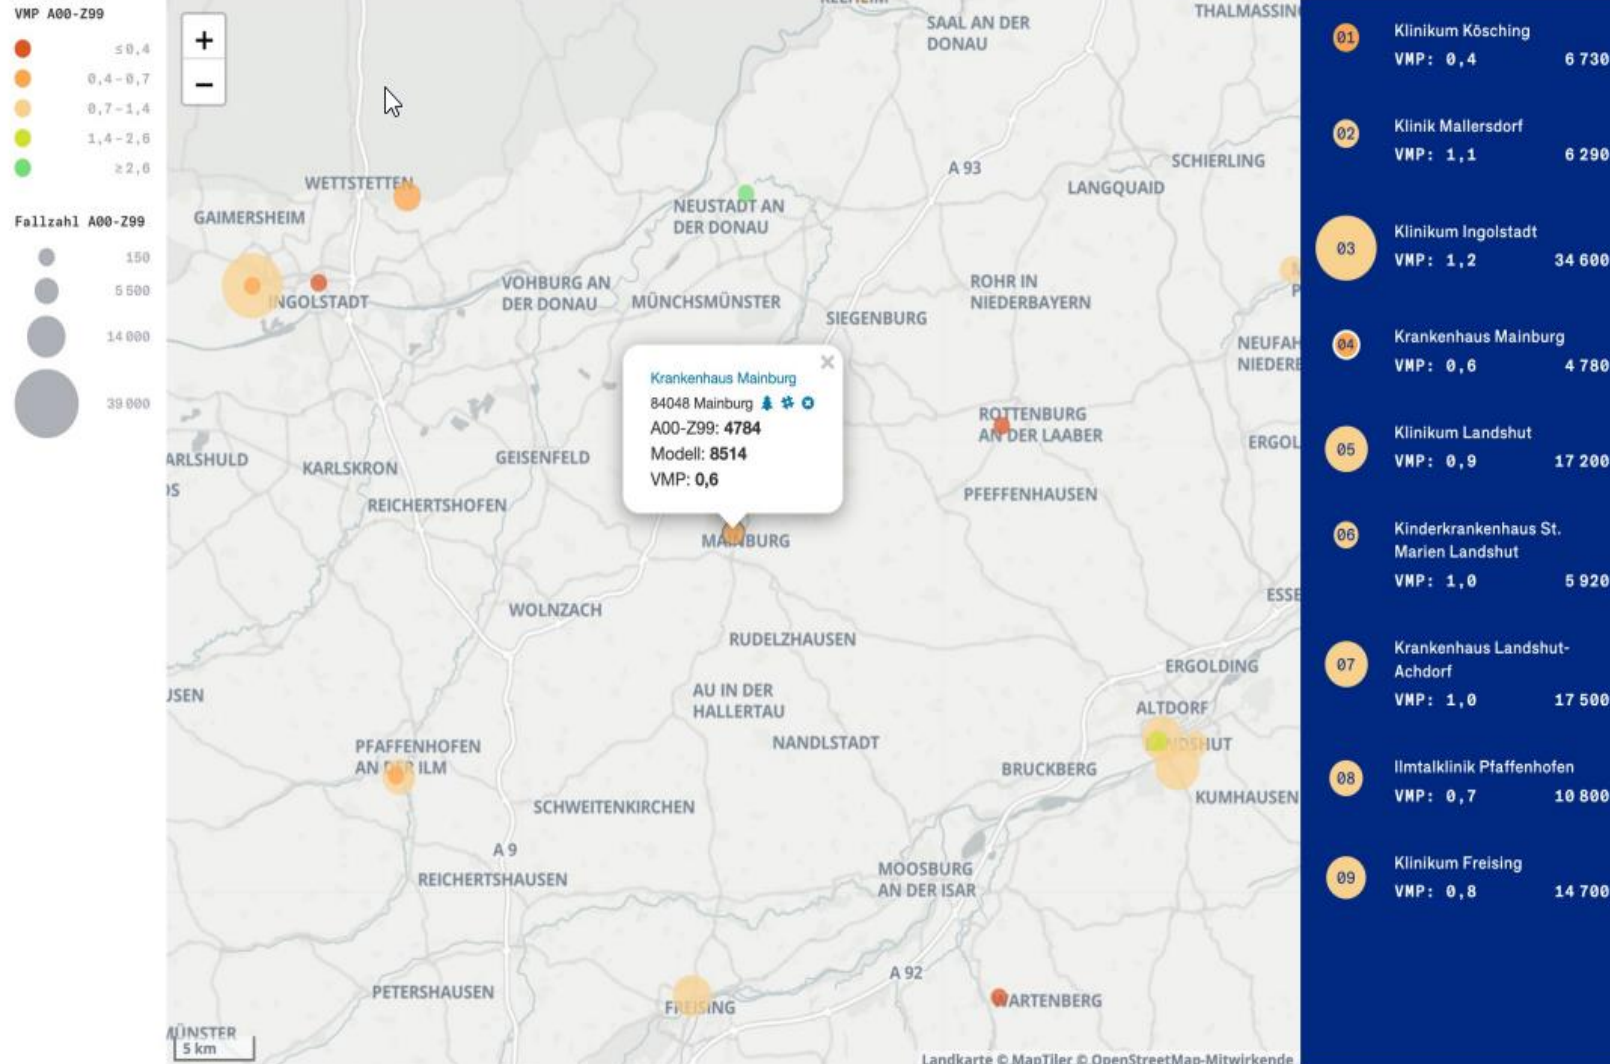 VMP A00-Z99
≤0,4
0,4-0,7
0,7-1,4
1,4-2,6
≥2,6
Fallzahl A00-Z99
150
5 500
14 000
39 000
+
−
SAAL AN DER
DONAU
A 93
SCHIERLING
LANGQUAID
WETTSTETTEN
GAIMERSHEIM
NEUSTADT AN
DER DONAU
INGOLSTADT
VOHBURG AN
DER DONAU
MÜNCHSMÜNSTER
SIEGENBURG
ROHR IN
NIEDERBAYERN
Krankenhaus Mainburg
84048 Mainburg
A00-Z99: 4784
Modell: 8514
VMP: 0,6
ROTTENBURG
AN DER LAABER
KARLSKRON
GEISENFELD
REICHERTSHOFEN
PFEFFENHAUSEN
MAINBURG
WOLNZACH
RUDELZHAUSEN
ERGOLDING
AU IN DER
HALLERTAU
ALTDORF
LANDSHUT
NANDLSTADT
PFAFFENHOFEN
AN DER ILM
BRUCKBERG
KUMHAUSEN
SCHWEITENKIRCHEN
A 9
REICHERTSHAUSEN
MOOSBURG
AN DER ISAR
A 92
PETERSHAUSEN
FREISING
WARTENBERG
5 km
Landkarte © MapTiler © OpenStreetMap-Mitwirkende
01 Klinikum Kösching
VMP: 0,4 6 730
02 Klinik Mallersdorf
VMP: 1,1 6 290
03 Klinikum Ingolstadt
VMP: 1,2 34 600
04 Krankenhaus Mainburg
VMP: 0,6 4 780
05 Klinikum Landshut
VMP: 0,9 17 200
06 Kinderkrankenhaus St.
Marien Landshut
VMP: 1,0 5 920
07 Krankenhaus Landshut-
Achdorf
VMP: 1,0 17 500
08 Ilmtalklinik Pfaffenhofen
VMP: 0,7 10 800
09 Klinikum Freising
VMP: 0,8 14 700